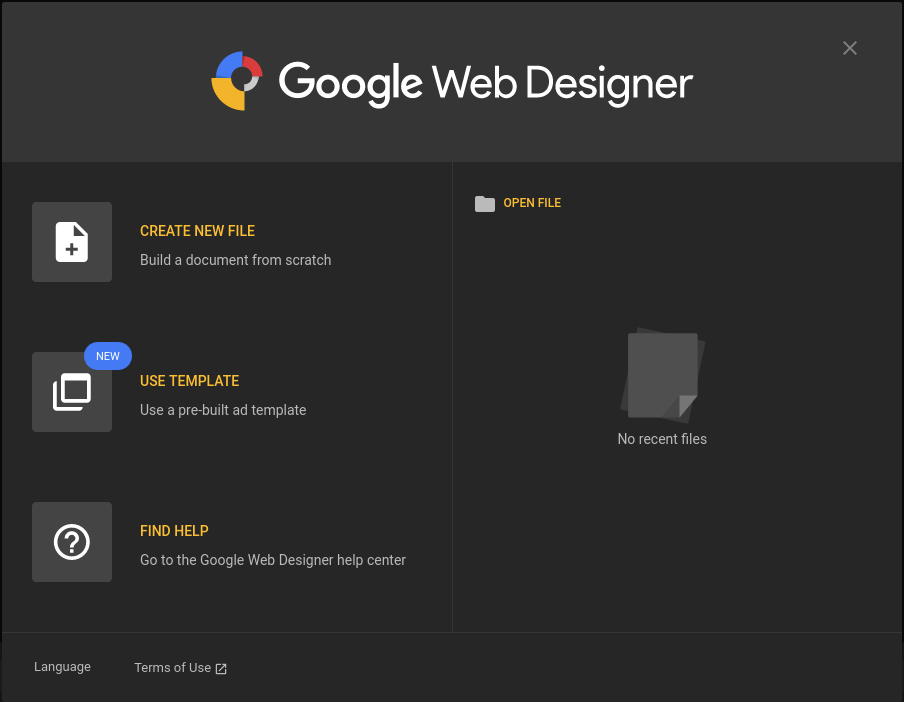 Google Web Designer
CREATE NEW FILE
Build a document from scratch
NEW
USE TEMPLATE
Use a pre-built ad template
FIND HELP
Go to the Google Web Designer help center
OPEN FILE
No recent files
Language
Terms of Use